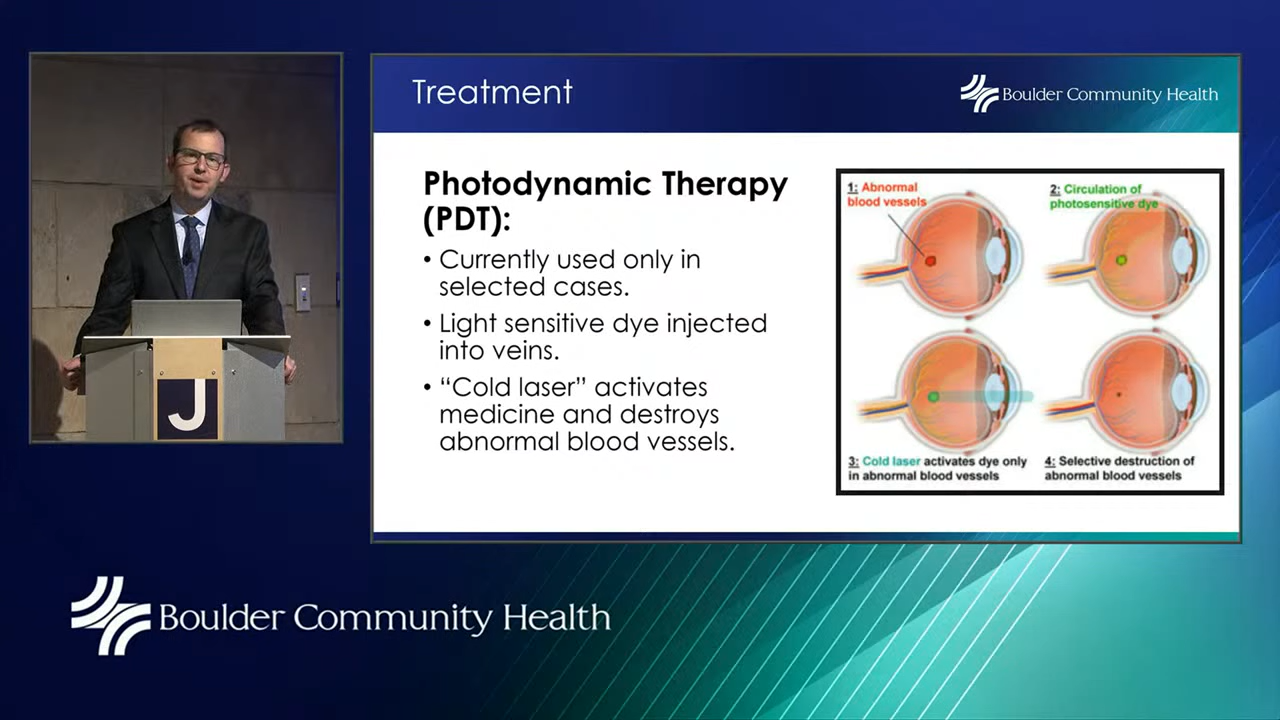 Treatment
Boulder Community Health
Photodynamic Therapy
(PDT):
• Currently used only in
selected cases.
• Light sensitive dye injected
into veins.
• “Cold laser” activates
medicine and destroys
abnormal blood vessels.
1: Abnormal
blood vessels
2: Circulation of
photosensitive dye
3: Cold laser activates dye only
in abnormal blood vessels
4: Selective destruction of
abnormal blood vessels
J
Boulder Community Health